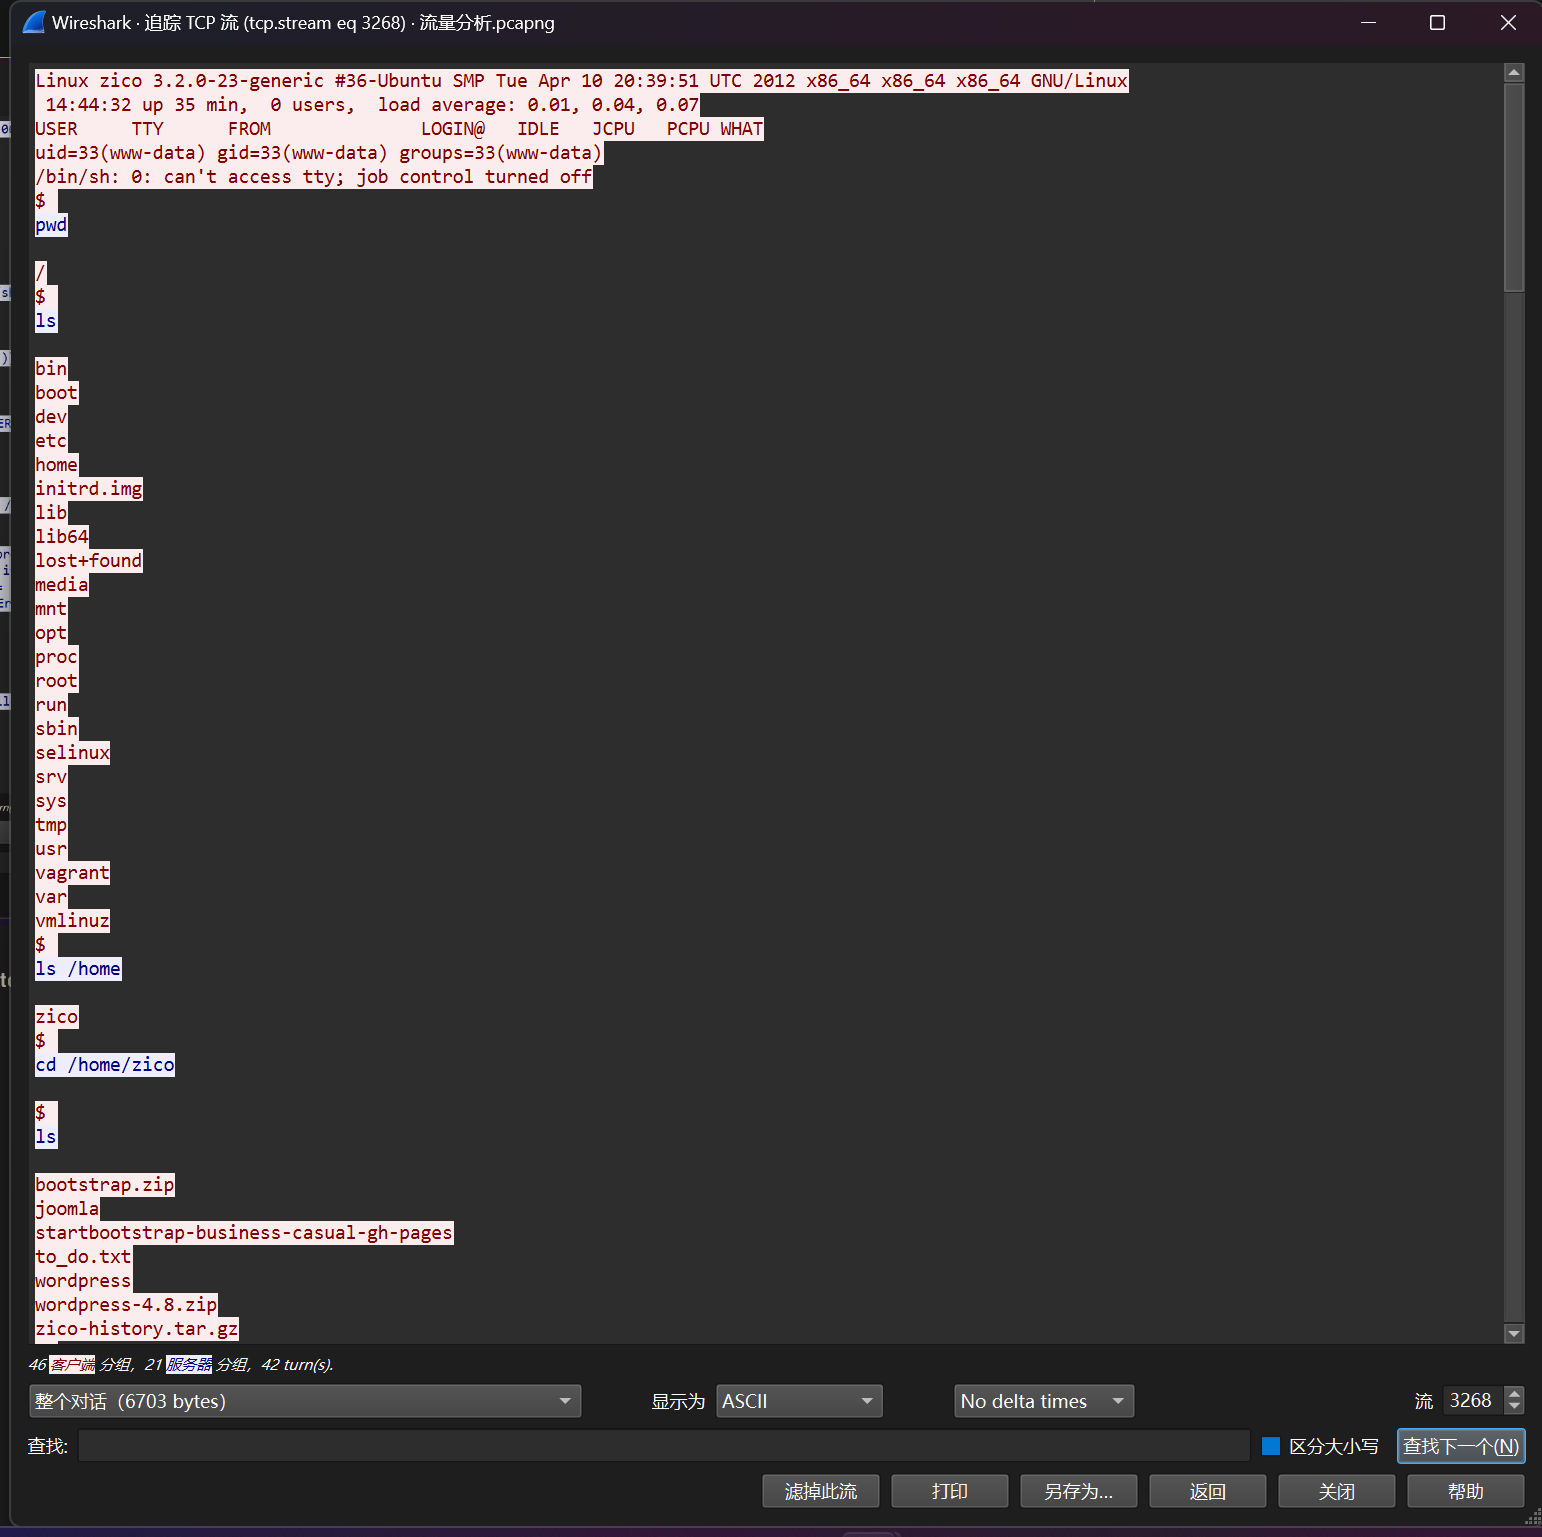 Wireshark · 追踪 TCP 流 (tcp.stream eq 3268) · 流量分析.pcapng
Linux zico 3.2.0-23-generic #36-Ubuntu SMP Tue Apr 10 20:39:51 UTC 2012 x86_64 x86_64 x86_64 GNU/Linux
 14:44:32 up 35 min,  0 users,  load average: 0.01, 0.04, 0.07
USER     TTY      FROM              LOGIN@   IDLE   JCPU   PCPU WHAT
uid=33(www-data) gid=33(www-data) groups=33(www-data)
/bin/sh: 0: can't access tty; job control turned off
$
pwd
/
$
ls
bin
boot
dev
etc
home
initrd.img
lib
lib64
lost+found
media
mnt
opt
proc
root
run
sbin
selinux
srv
sys
tmp
usr
vagrant
var
vmlinuz
$
ls /home
zico
$
cd /home/zico
$
ls
bootstrap.zip
joomla
startbootstrap-business-casual-gh-pages
to_do.txt
wordpress
wordpress-4.8.zip
zico-history.tar.gz
46 客户端 分组，21 服务器 分组，42 turn(s).
整个对话（6703 bytes） 显示为 ASCII No delta times 流 3268
查找: 区分大小写 查找下一个(N)
滤掉此流 打印 另存为... 返回 关闭 帮助